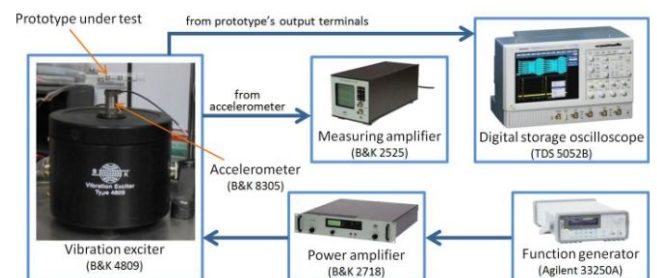 Prototype under test
from prototype's output terminals
from
accelerometer
Measuring amplifier
(B&K 2525)
Digital storage oscilloscope
(TDS 5052B)
Accelerometer
(B&K 8305)
Vibration Exciter
Type 4809
Vibration exciter
(B&K 4809)
Power amplifier
(B&K 2718)
Function generator
(Agilent 33250A)